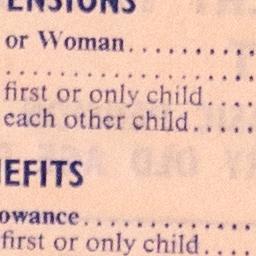 ENSIONS
or Woman..........
....................
first or only child....
each other child.....
EFITS
owance..............
first or only child....